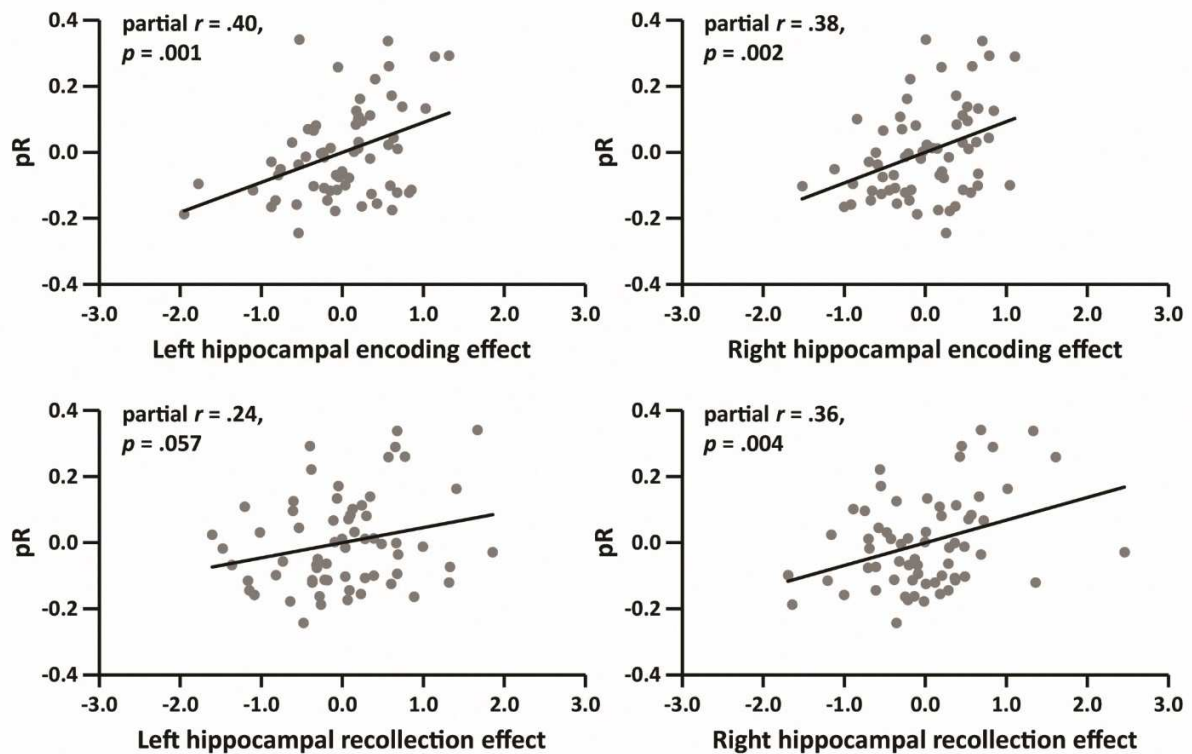 partial r = .40,
p = .001
pR
0.4
0.2
0.0
-0.2
-0.4
-3.0 -2.0 -1.0 0.0 1.0 2.0 3.0
Left hippocampal encoding effect
partial r = .38,
p = .002
pR
0.4
0.2
0.0
-0.2
-0.4
-3.0 -2.0 -1.0 0.0 1.0 2.0 3.0
Right hippocampal encoding effect
partial r = .24,
p = .057
pR
0.4
0.2
0.0
-0.2
-0.4
-3.0 -2.0 -1.0 0.0 1.0 2.0 3.0
Left hippocampal recollection effect
partial r = .36,
p = .004
pR
0.4
0.2
0.0
-0.2
-0.4
-3.0 -2.0 -1.0 0.0 1.0 2.0 3.0
Right hippocampal recollection effect